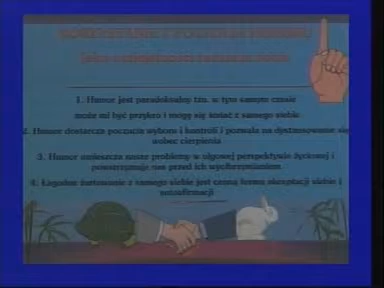 1. Humor jest paradoksalny tzn. w tym samym czasie
może mi być przykro i mogę się śmiać z samego siebie
2. Humor dostarcza poczucia wyboru i kontroli i pozwala na dystansowanie się
wobec cierpienia
3. Humor umieszcza nasze problemy w ulgowej perspektywie życiowej i
powstrzymuje nas przed ich wyolbrzymianiem
4. Łagodne żartowanie z samego siebie jest cenną formą akceptacji siebie i
autoafirmacji